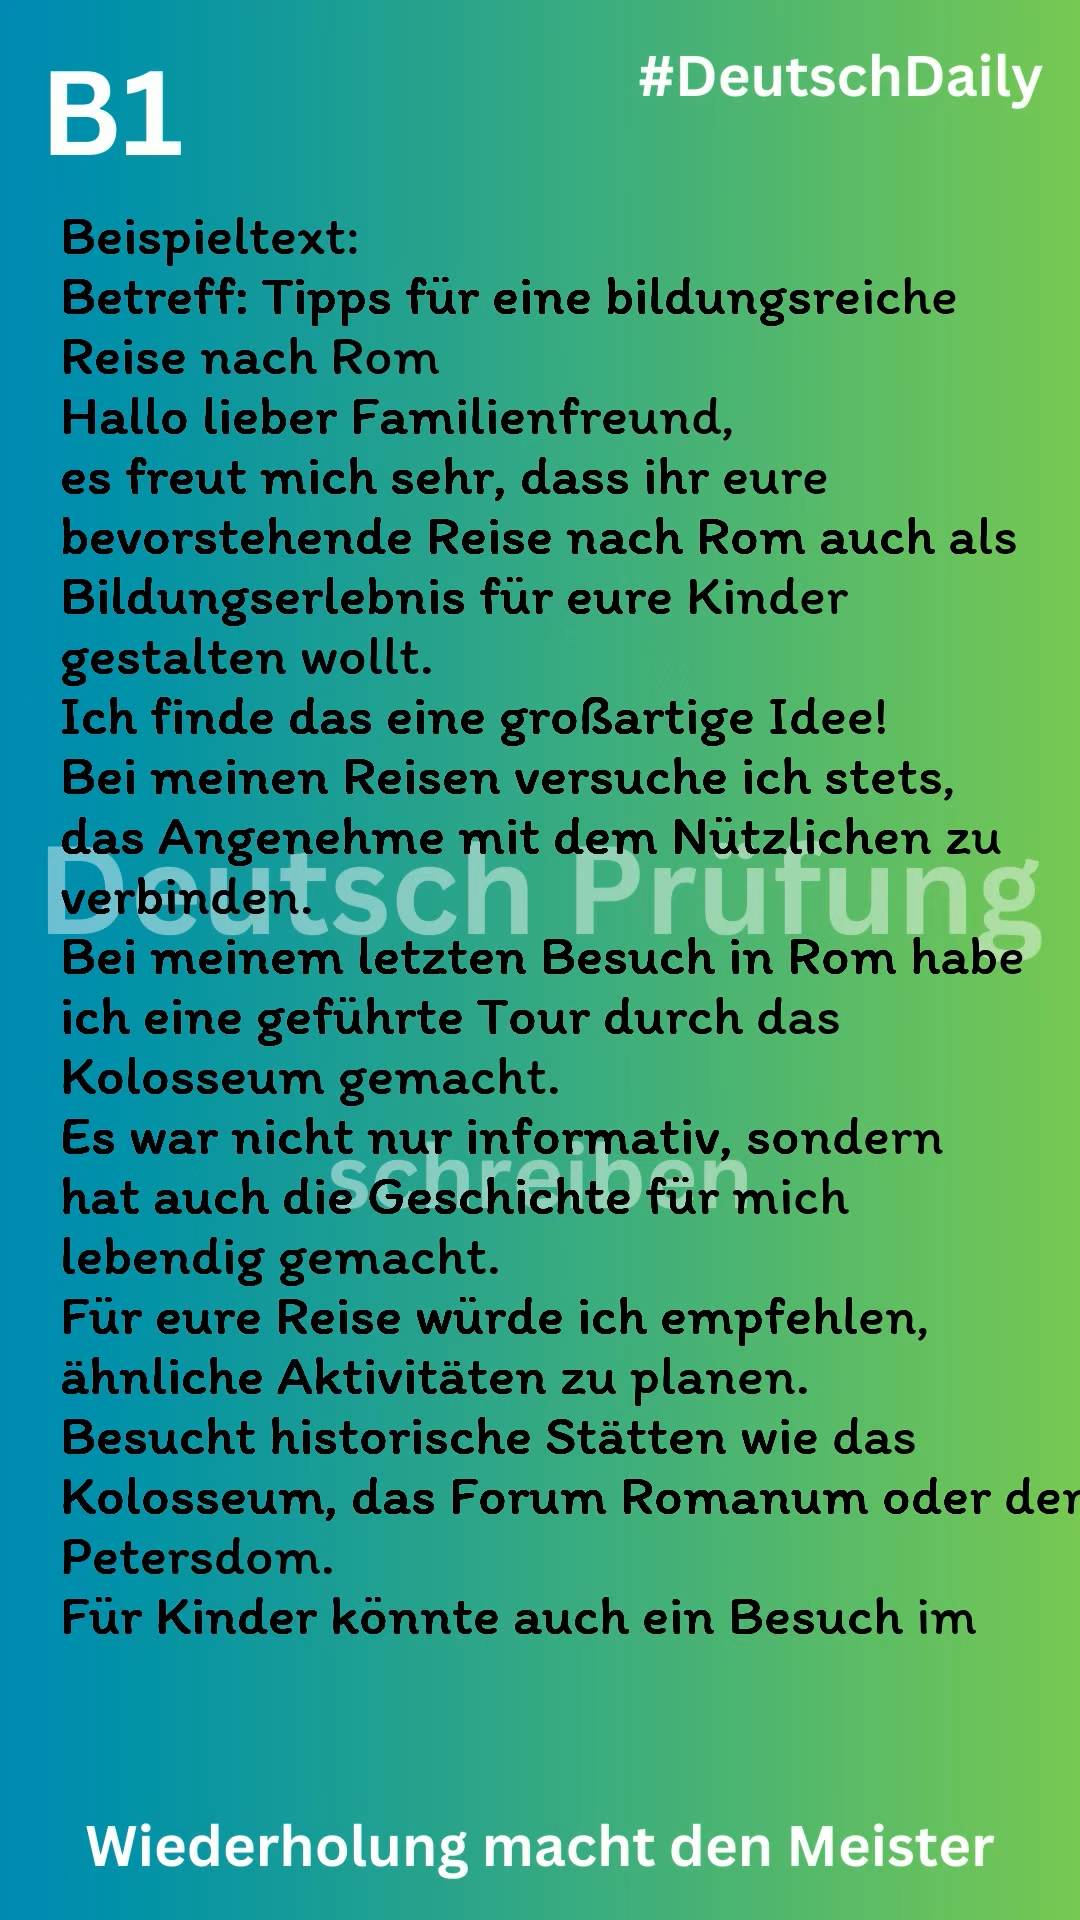 B1
#DeutschDaily
Beispieltext:
Betreff: Tipps für eine bildungsreiche
Reise nach Rom
Hallo lieber Familienfreund,
es freut mich sehr, dass ihr eure
bevorstehende Reise nach Rom auch als
Bildungserlebnis für eure Kinder
gestalten wollt.
Ich finde das eine großartige Idee!
Bei meinen Reisen versuche ich stets,
das Angenehme mit dem Nützlichen zu
verbinden.
Deutsch Prüfung
Bei meinem letzten Besuch in Rom habe
ich eine geführte Tour durch das
Kolosseum gemacht.
Es war nicht nur informativ, sondern
schreiben
hat auch die Geschichte für mich
lebendig gemacht.
Für eure Reise würde ich empfehlen,
ähnliche Aktivitäten zu planen.
Besucht historische Stätten wie das
Kolosseum, das Forum Romanum oder der
Petersdom.
Für Kinder könnte auch ein Besuch im
Wiederholung macht den Meister